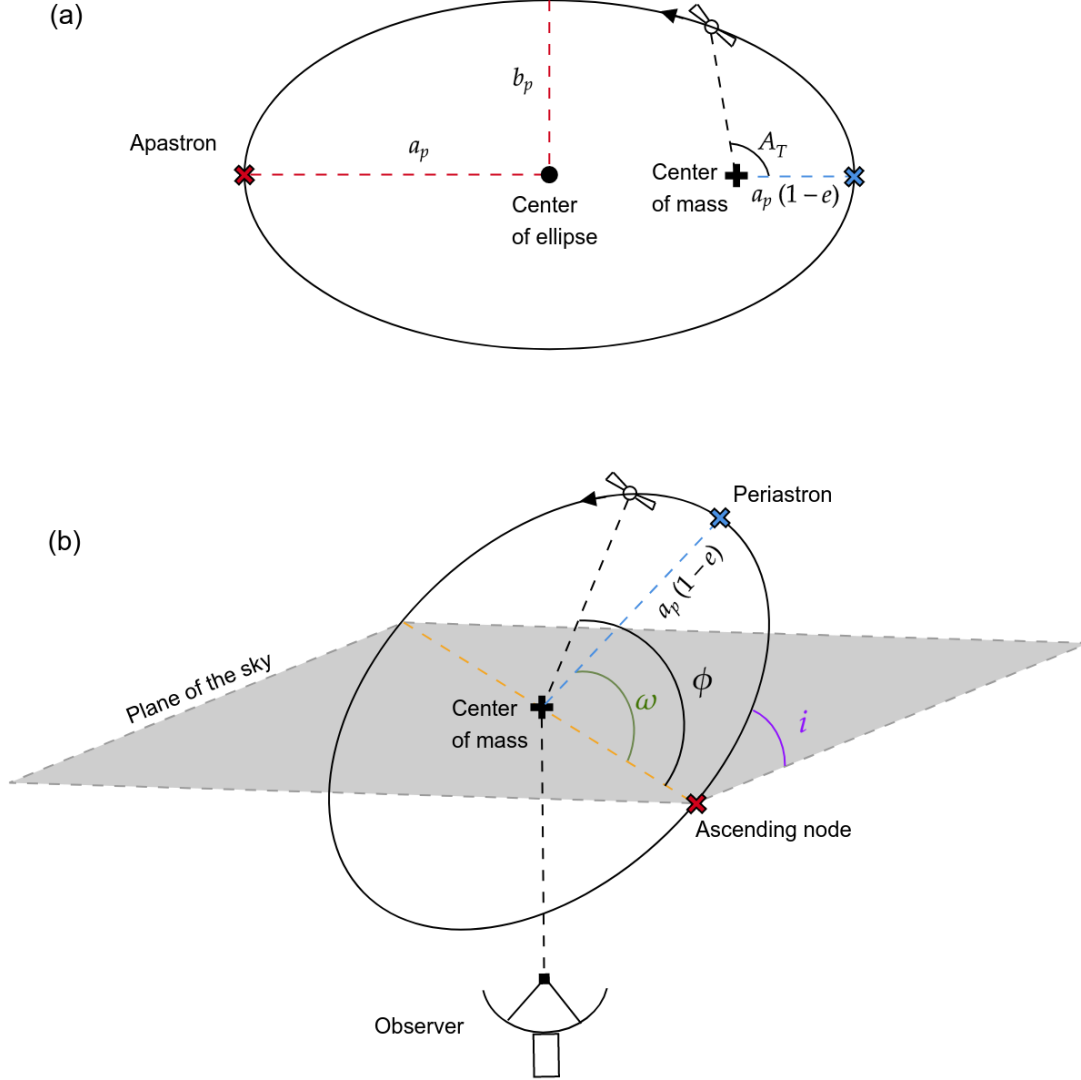 (a)
b_p
Apastron
a_p
A_T
Center
of mass
a_p (1 − e)
Center
of ellipse
Periastron
(b)
a_p (1 − e)
Plane of the sky
ϕ
ω
Center
of mass
i
Ascending node
Observer